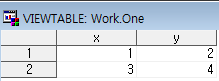 VIEWTABLE: Work.One
x y
1 1 2
2 3 4